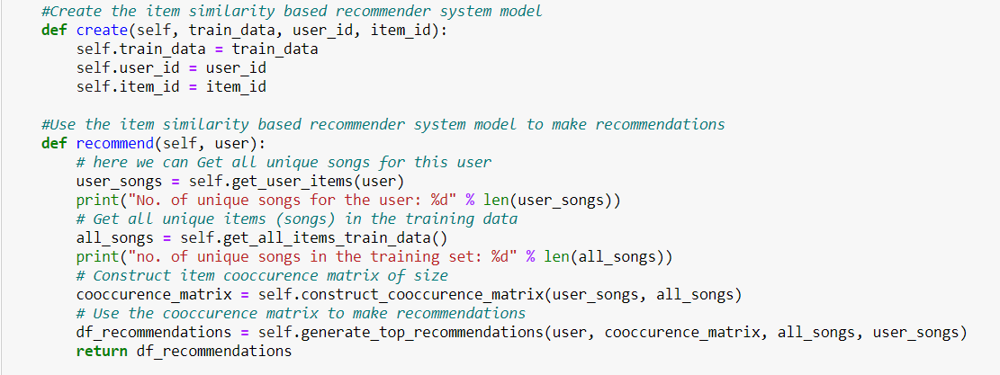 #Create the item similarity based recommender system model
def create(self, train_data, user_id, item_id):
    self.train_data = train_data
    self.user_id = user_id
    self.item_id = item_id

#Use the item similarity based recommender system model to make recommendations
def recommend(self, user):
    # here we can Get all unique songs for this user
    user_songs = self.get_user_items(user)
    print("No. of unique songs for the user: %d" % len(user_songs))
    # Get all unique items (songs) in the training data
    all_songs = self.get_all_items_train_data()
    print("no. of unique songs in the training set: %d" % len(all_songs))
    # Construct item cooccurence matrix of size
    cooccurence_matrix = self.construct_cooccurence_matrix(user_songs, all_songs)
    # Use the cooccurence matrix to make recommendations
    df_recommendations = self.generate_top_recommendations(user, cooccurence_matrix, all_songs, user_songs)
    return df_recommendations